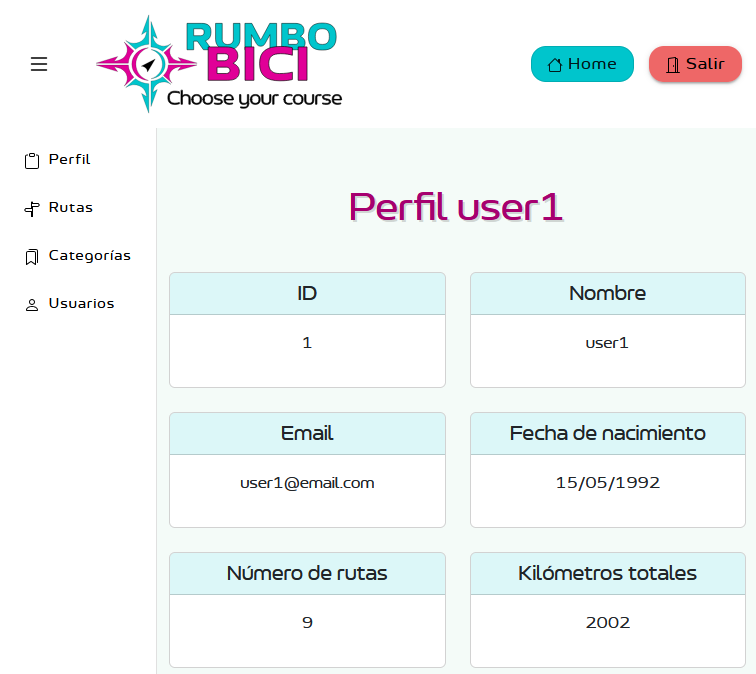 RUMBO
BICI
Choose your course
Home
Salir
Perfil
Rutas
Categorías
Usuarios
Perfil user1
ID
Nombre
1
user1
Email
Fecha de nacimiento
user1@email.com
15/05/1992
Número de rutas
Kilómetros totales
9
2002